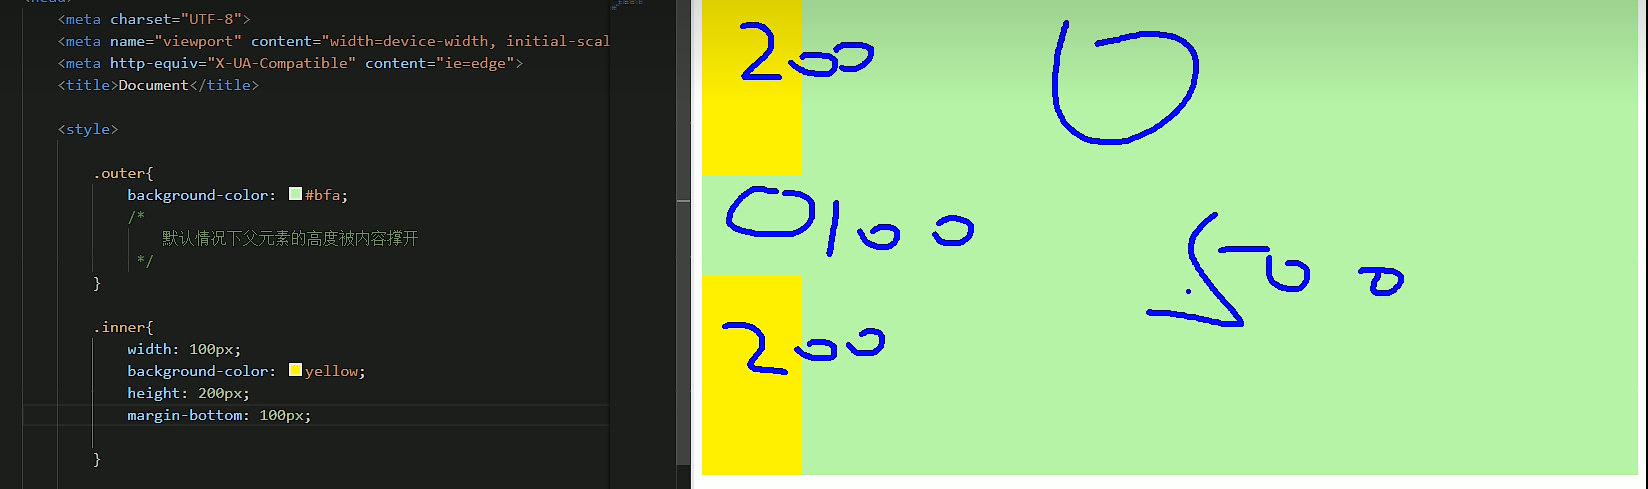 <meta charset="UTF-8">
<meta name="viewport" content="width=device-width, initial-scal
<meta http-equiv="X-UA-Compatible" content="ie=edge">
<title>Document</title>
<style>
.outer{
background-color: #bfa;
/*
默认情况下父元素的高度被内容撑开
*/
}
.inner{
width: 100px;
background-color: yellow;
height: 200px;
margin-bottom: 100px;
}
200
100
500
200